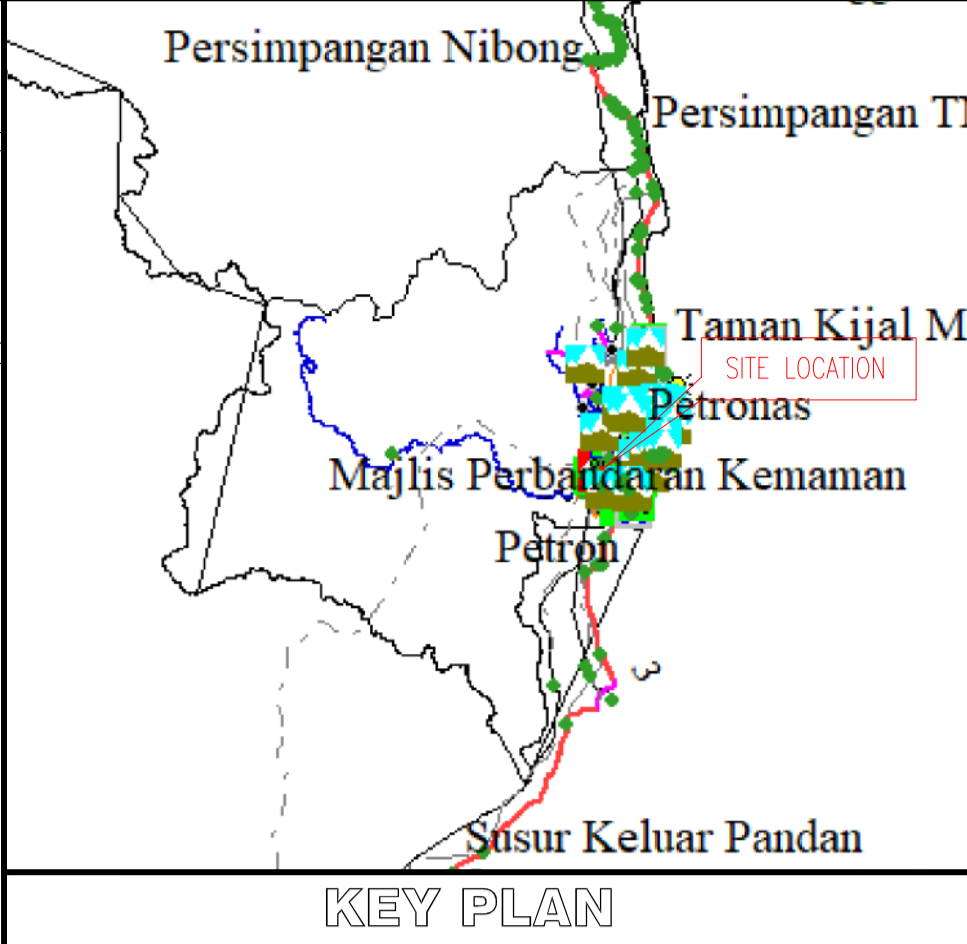 Persimpangan Nibong
Persimpangan
Taman Kijal M
SITE LOCATION
Petronas
Majlis Perbandaran Kemaman
Petron
3
Susur Keluar Pandan
KEY PLAN